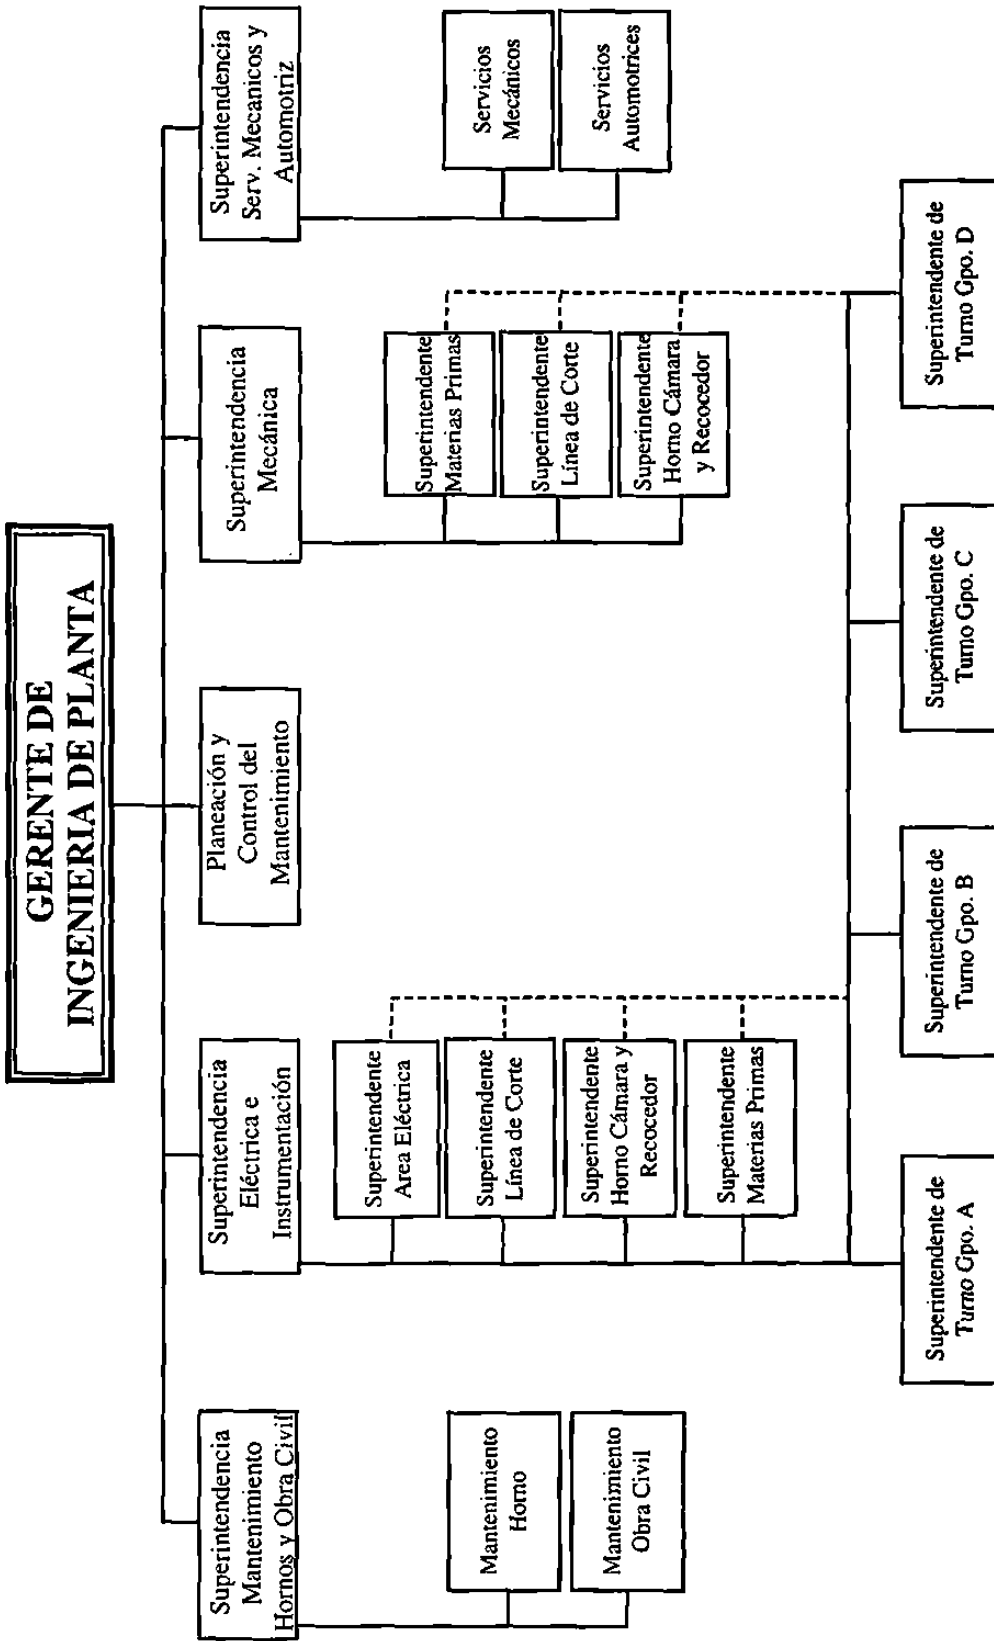 GERENTE DE
INGENIERIA DE PLANTA
Superintendencia
Mantenimiento
Hornos y Obra Civil
Superintendencia
Eléctrica e
Instrumentación
Planeación y
Control del
Mantenimiento
Superintendencia
Mecánica
Superintendencia
Serv. Mecanicos y
Automotriz
Mantenimiento
Horno
Mantenimiento
Obra Civil
Superintendente
Area Eléctrica
Superintendente
Línea de Corte
Superintendente
Horno Cámara y
Recocedor
Superintendente
Materias Primas
Superintendente
Materias Primas
Superintendente
Línea de Corte
Superintendente
Horno Cámara
y Recocedor
Servicios
Mecánicos
Servicios
Automotrices
Superintendente de
Turno Gpo. A
Superintendente de
Turno Gpo. B
Superintendente de
Turno Gpo. C
Superintendente de
Turno Gpo. D